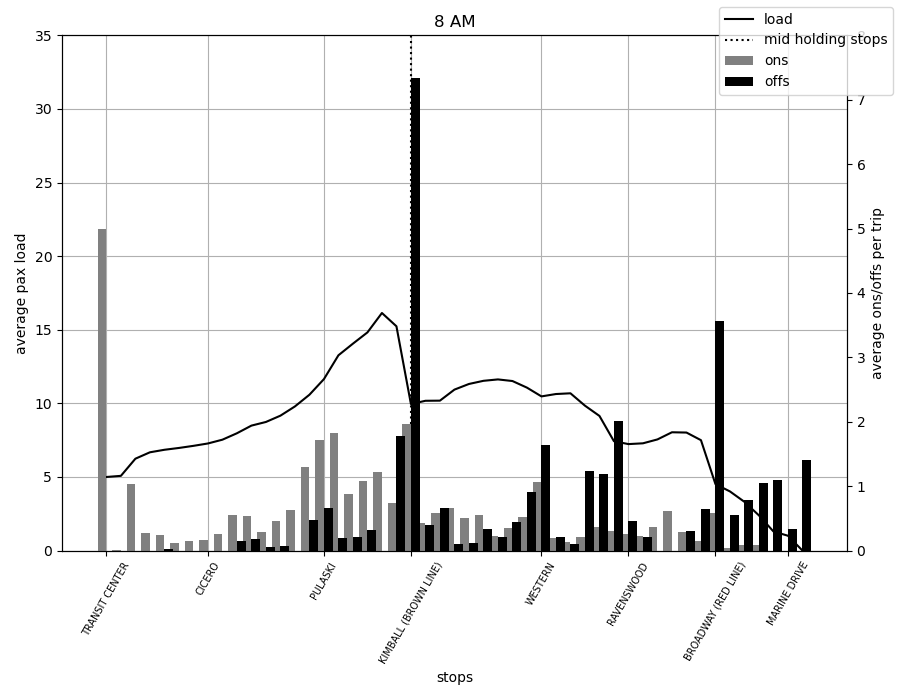 8 AM
load
mid holding stops
ons
offs
35
30
25
20
15
10
5
0
average pax load
8
7
6
5
4
3
2
1
0
average ons/offs per trip
TRANSIT CENTER
CICERO
PULASKI
KIMBALL (BROWN LINE)
WESTERN
RAVENSWOOD
BROADWAY (RED LINE)
MARINE DRIVE
stops